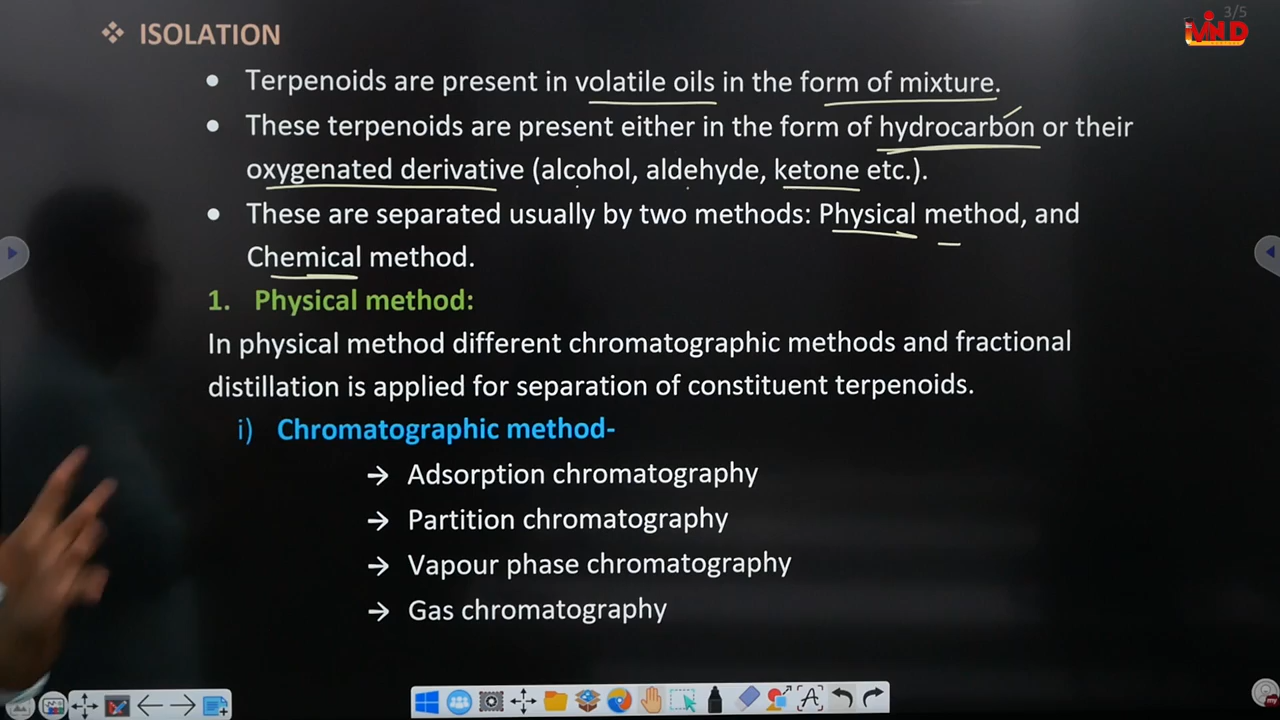 3/5
❖ ISOLATION
• Terpenoids are present in volatile oils in the form of mixture.
• These terpenoids are present either in the form of hydrocarbon or their
oxygenated derivative (alcohol, aldehyde, ketone etc.).
• These are separated usually by two methods: Physical method, and
Chemical method.
1. Physical method:
In physical method different chromatographic methods and fractional
distillation is applied for separation of constituent terpenoids.
i) Chromatographic method-
→ Adsorption chromatography
→ Partition chromatography
→ Vapour phase chromatography
→ Gas chromatography